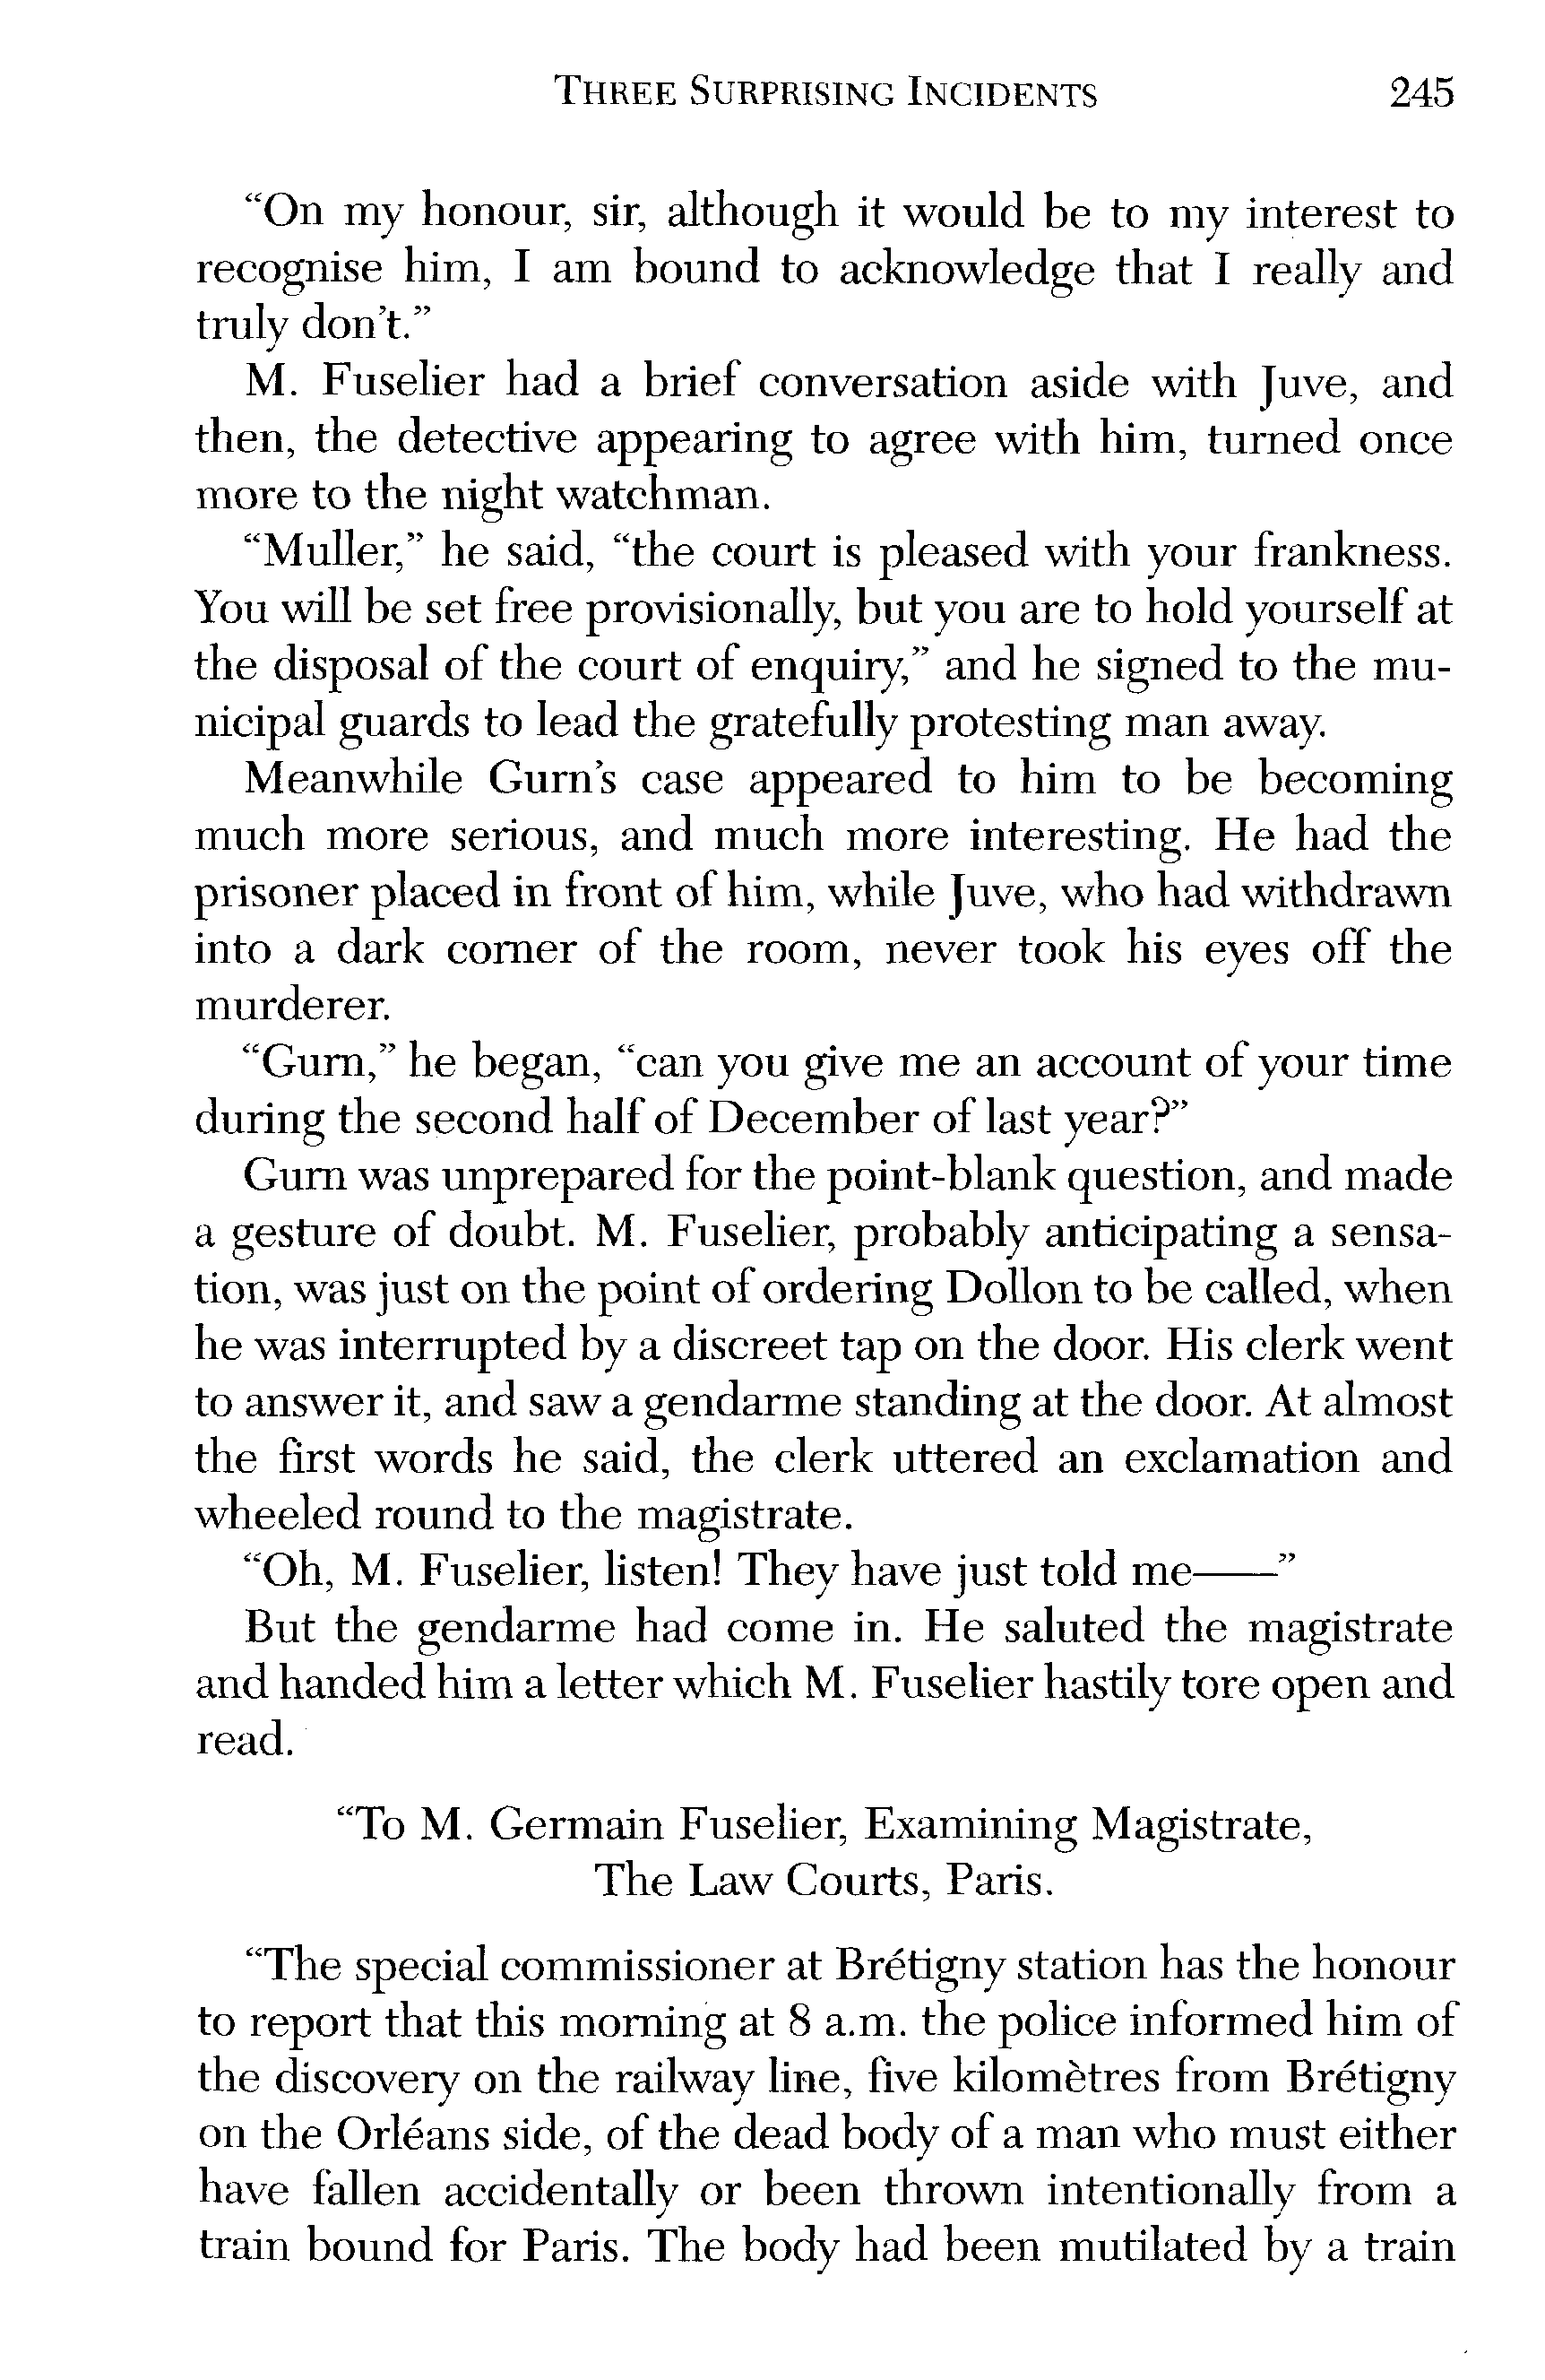 THREE SURPRISING INCIDENTS 245
“On my honour, sir, although it would be to my interest to
recognise him, I am bound to acknowledge that I really and
truly don’t.”
M. Fuselier had a brief conversation aside with Juve, and
then, the detective appearing to agree with him, turned once
more to the night watchman.
“Muller,” he said, “the court is pleased with your frankness.
You will be set free provisionally, but you are to hold yourself at
the disposal of the court of enquiry,” and he signed to the mu-
nicipal guards to lead the gratefully protesting man away.
Meanwhile Gurn’s case appeared to him to be becoming
much more serious, and much more interesting. He had the
prisoner placed in front of him, while Juve, who had withdrawn
into a dark corner of the room, never took his eyes off the
murderer.
“Gurn,” he began, “can you give me an account of your time
during the second half of December of last year?”
Gurn was unprepared for the point-blank question, and made
a gesture of doubt. M. Fuselier, probably anticipating a sensa-
tion, was just on the point of ordering Dollon to be called, when
he was interrupted by a discreet tap on the door. His clerk went
to answer it, and saw a gendarme standing at the door. At almost
the first words he said, the clerk uttered an exclamation and
wheeled round to the magistrate.
“Oh, M. Fuselier, listen! They have just told me——”
But the gendarme had come in. He saluted the magistrate
and handed him a letter which M. Fuselier hastily tore open and
read.
“To M. Germain Fuselier, Examining Magistrate,
The Law Courts, Paris.
“The special commissioner at Brétigny station has the honour
to report that this morning at 8 a.m. the police informed him of
the discovery on the railway line, five kilomètres from Brétigny
on the Orléans side, of the dead body of a man who must either
have fallen accidentally or been thrown intentionally from a
train bound for Paris. The body had been mutilated by a train